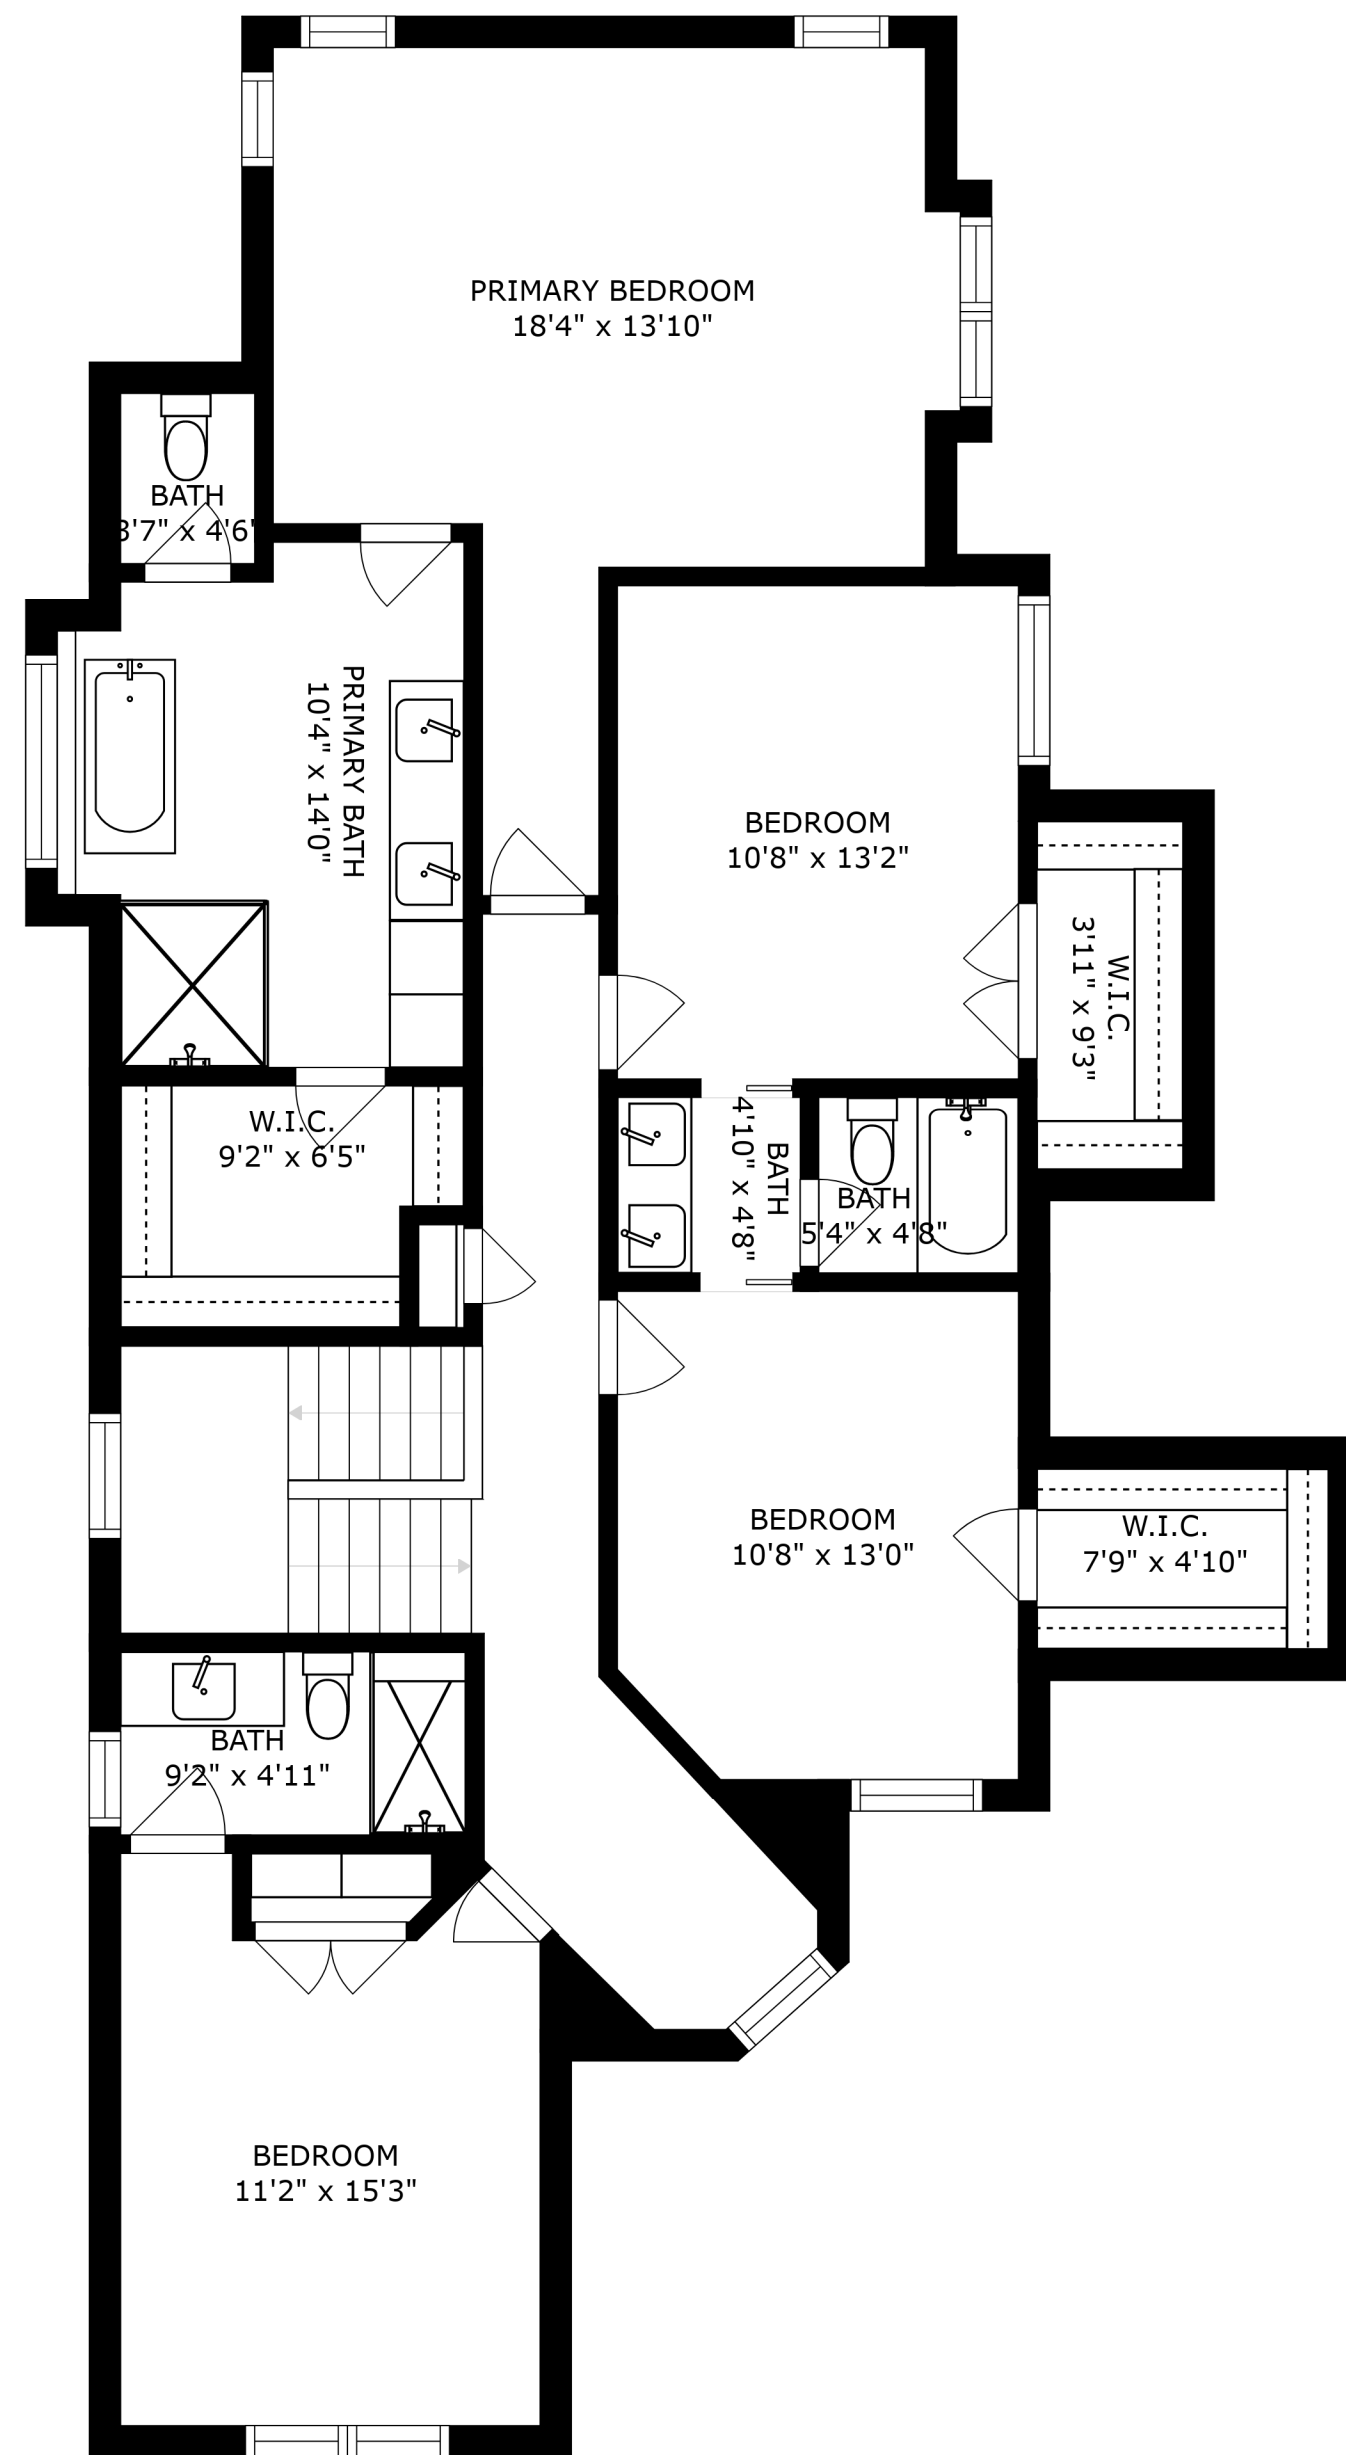 PRIMARY BEDROOM
18'4" x 13'10"
BATH
3'7" x 4'6"
PRIMARY BATH
10'4" x 14'0"
BEDROOM
10'8" x 13'2"
W.I.C.
3'11" x 9'3"
W.I.C.
9'2" x 6'5"
BATH
4'10" x 4'8"
BATH
5'4" x 4'8"
BEDROOM
10'8" x 13'0"
W.I.C.
7'9" x 4'10"
BATH
9'2" x 4'11"
BEDROOM
11'2" x 15'3"